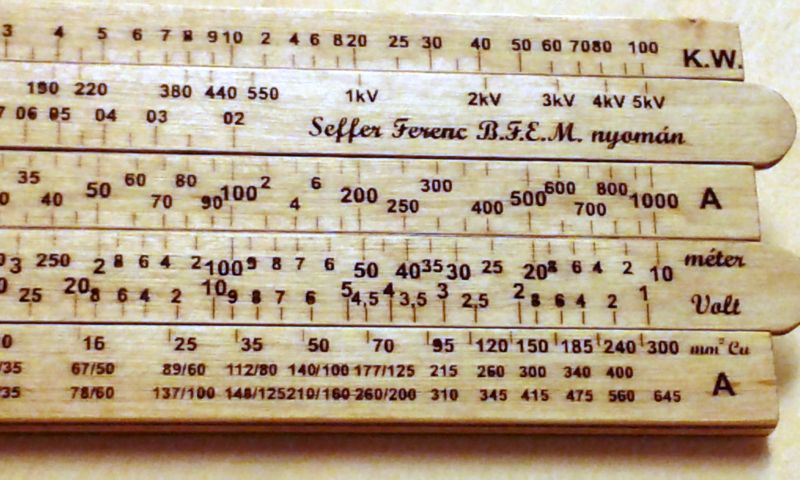 3 4 5 6 7 8 9 10 2 4 6 8 20 25 30 40 50 60 70 80 100 K.W.
190 220 380 440 550 1kV 2kV 3kV 4kV 5kV
7 06 05 04 03 02 Seffer Ferenc B.F.E.M. nyomán
35 60 80 2 6 300 600 800
0 40 50 70 90 100 4 200 250 400 500 700 1000 A
0 3 250 2 8 6 4 2 100 9 8 7 6 50 40 35 30 25 20 8 6 4 2 10 méter
0 25 20 8 6 4 2 10 9 8 7 6 5 4,5 4 3,5 3 2,5 2 8 6 4 2 1 Volt
0 16 25 35 50 70 95 120 150 185 240 300 mm² Cu
/35 67/50 89/60 112/80 140/100 177/125 215 260 300 340 400
/35 78/60 137/100 148/125 210/160 260/200 310 345 415 475 560 645 A